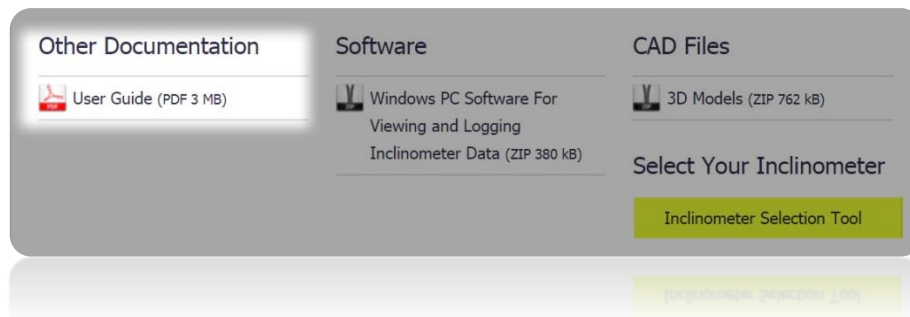 Other Documentation
User Guide (PDF 3 MB)
Software
Windows PC Software For
Viewing and Logging
Inclinometer Data (ZIP 380 kB)
CAD Files
3D Models (ZIP 762 kB)
Select Your Inclinometer
Inclinometer Selection Tool